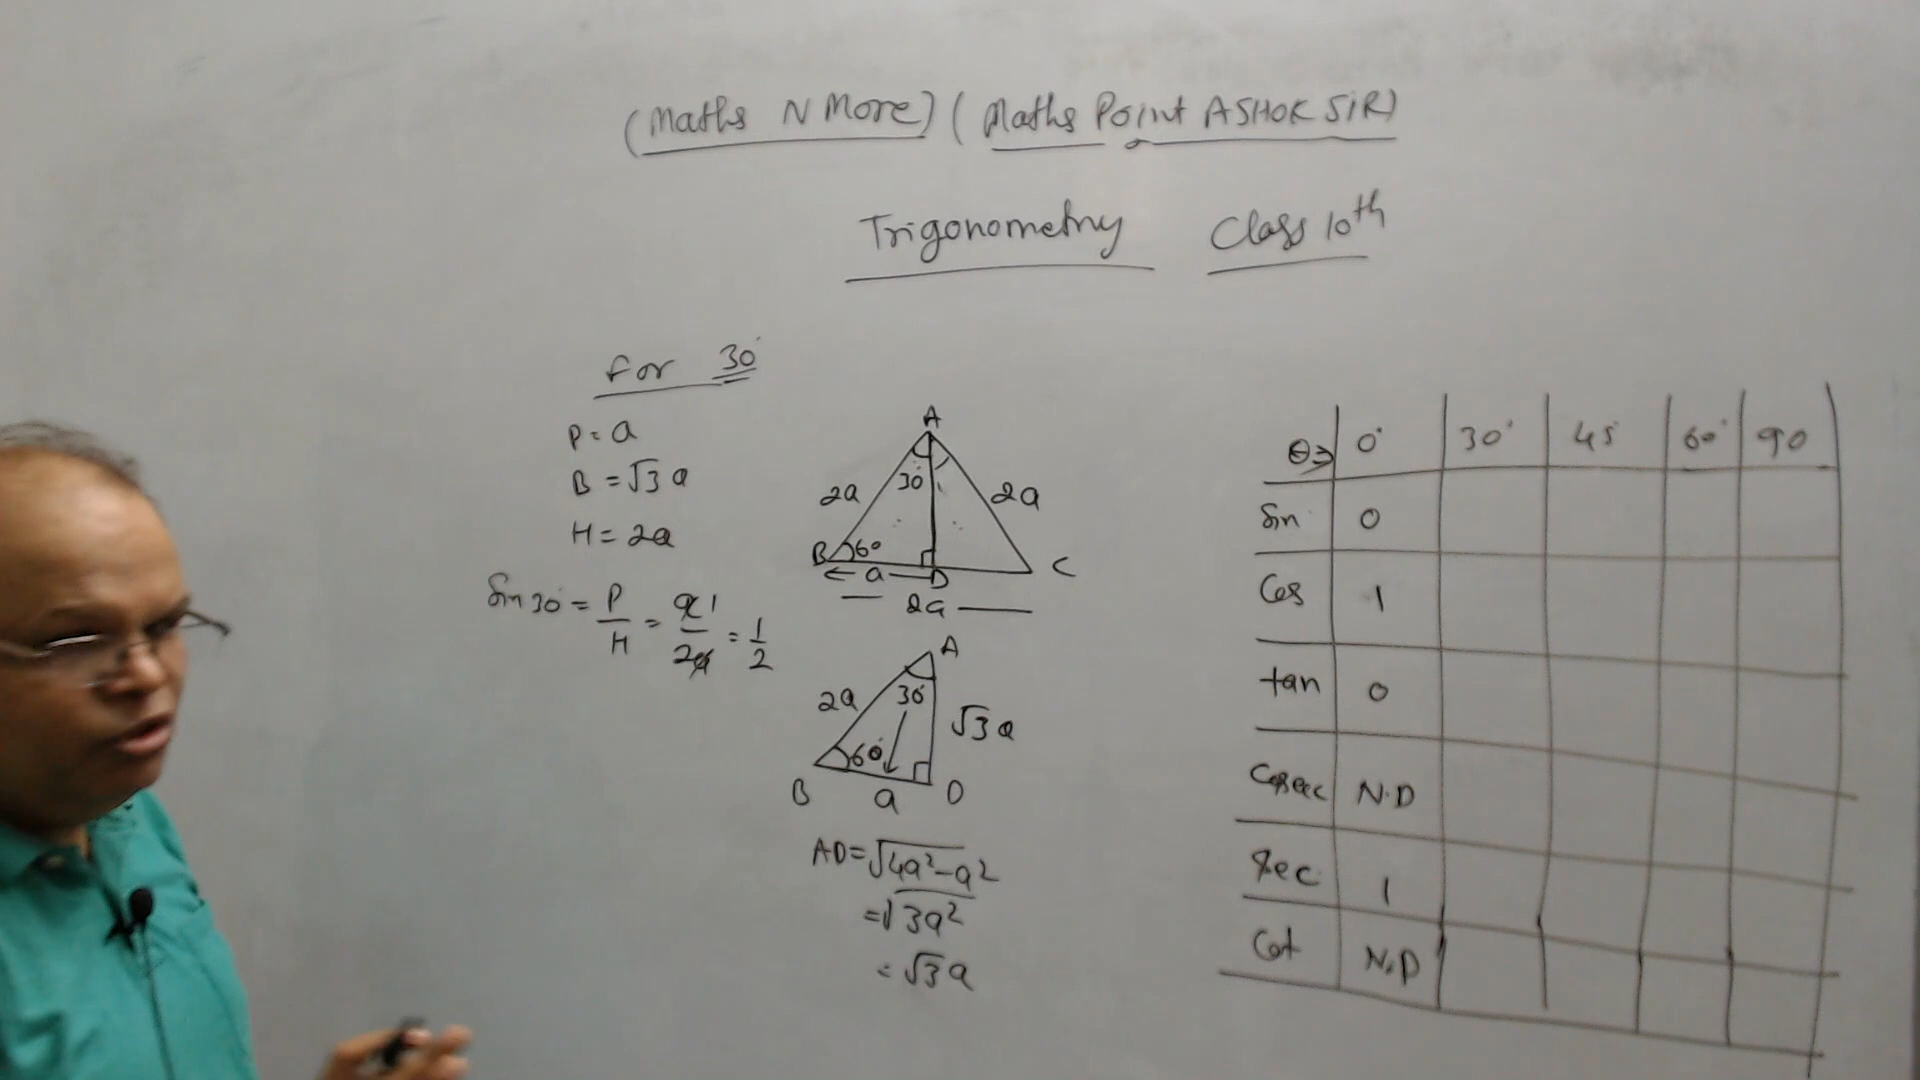 (Maths N More) (Maths Point ASHOK SIR)
Trigonometry Class 10th
for 30°
P = a
B = √3 a
H = 2a
Sin 30° = P/H = a 1/2a = 1/2
A
30°
2a 2a
B 60° D C
a
2a
A
30°
2a √3 a
60°
B a D
AD = √4a²-a²
= √3a²
= √3 a
θ→ 0° 30° 45° 60° 90
Sin 0
Cos 1
tan 0
Cosec N.D
Sec 1
Cot N.D